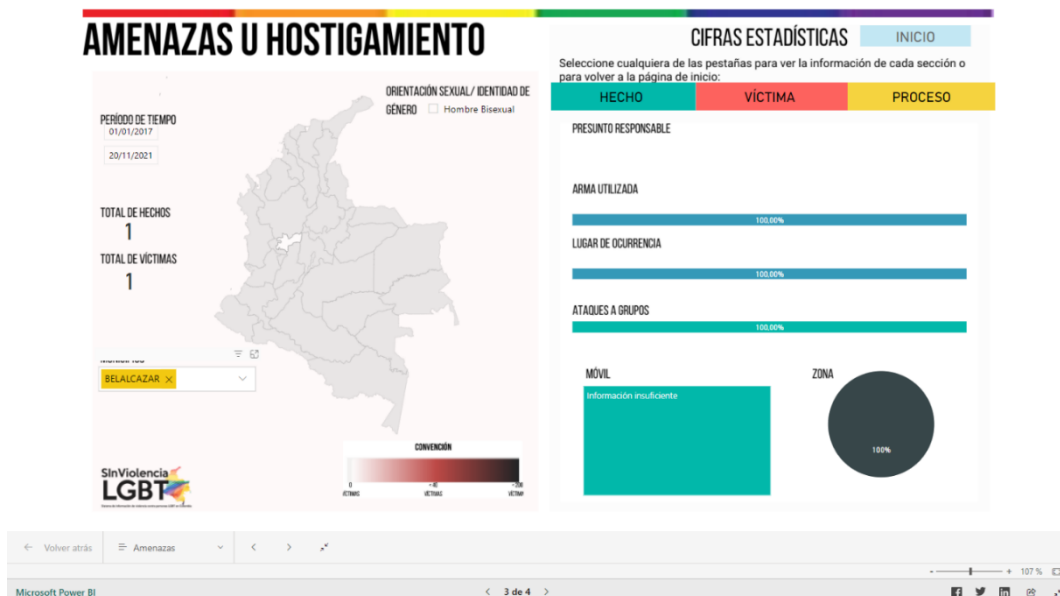 AMENAZAS U HOSTIGAMIENTO
CIFRAS ESTADÍSTICAS
INICIO
Seleccione cualquiera de las pestañas para ver la información de cada sección o
para volver a la página de inicio:
HECHO
VÍCTIMA
PROCESO
ORIENTACIÓN SEXUAL/ IDENTIDAD DE
GÉNERO
Hombre Bisexual
PERÍODO DE TIEMPO
01/01/2017
20/11/2021
TOTAL DE HECHOS
1
TOTAL DE VÍCTIMAS
1
BELALCAZAR ×
CONVENCIÓN
0
VÍCTIMAS
SInViolencia
LGBT
PRESUNTO RESPONSABLE
ARMA UTILIZADA
100,00%
LUGAR DE OCURRENCIA
100,00%
ATAQUES A GRUPOS
100,00%
MÓVIL
Información insuficiente
ZONA
100%
Volver atrás
Amenazas
- + 107 %
Microsoft Power BI
< 3 de 4 >